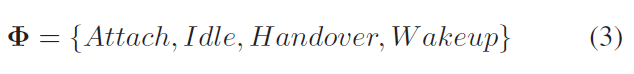 Φ = {Attach, Idle, Handover, Wakeup} (3)